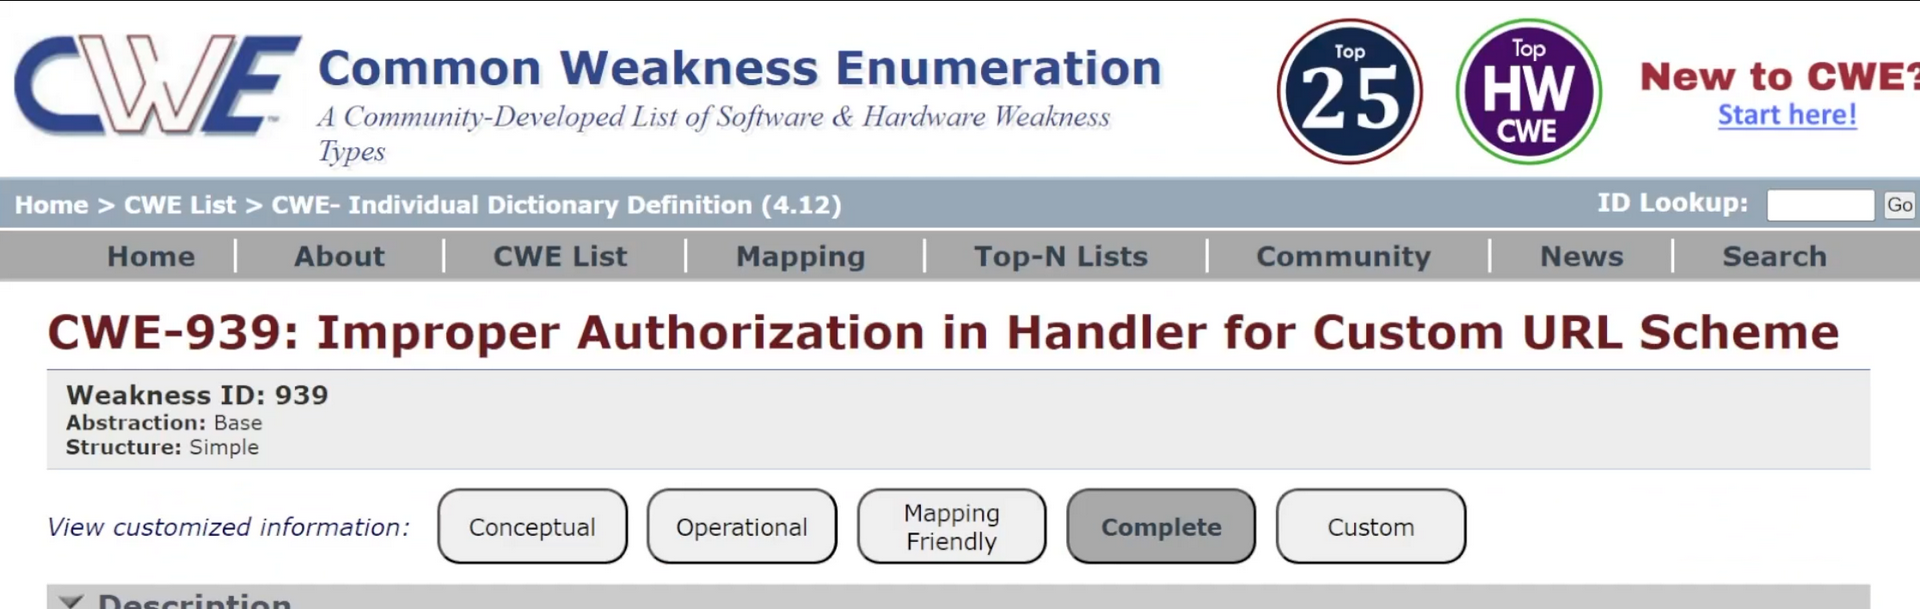 CWE™
Common Weakness Enumeration
A Community-Developed List of Software & Hardware Weakness
Types
Top
25
Top
HW
CWE
New to CWE?
Start here!
Home > CWE List > CWE- Individual Dictionary Definition (4.12)
ID Lookup:
Go
Home
About
CWE List
Mapping
Top-N Lists
Community
News
Search
CWE-939: Improper Authorization in Handler for Custom URL Scheme
Weakness ID: 939
Abstraction: Base
Structure: Simple
View customized information:
Conceptual
Operational
Mapping
Friendly
Complete
Custom
Description